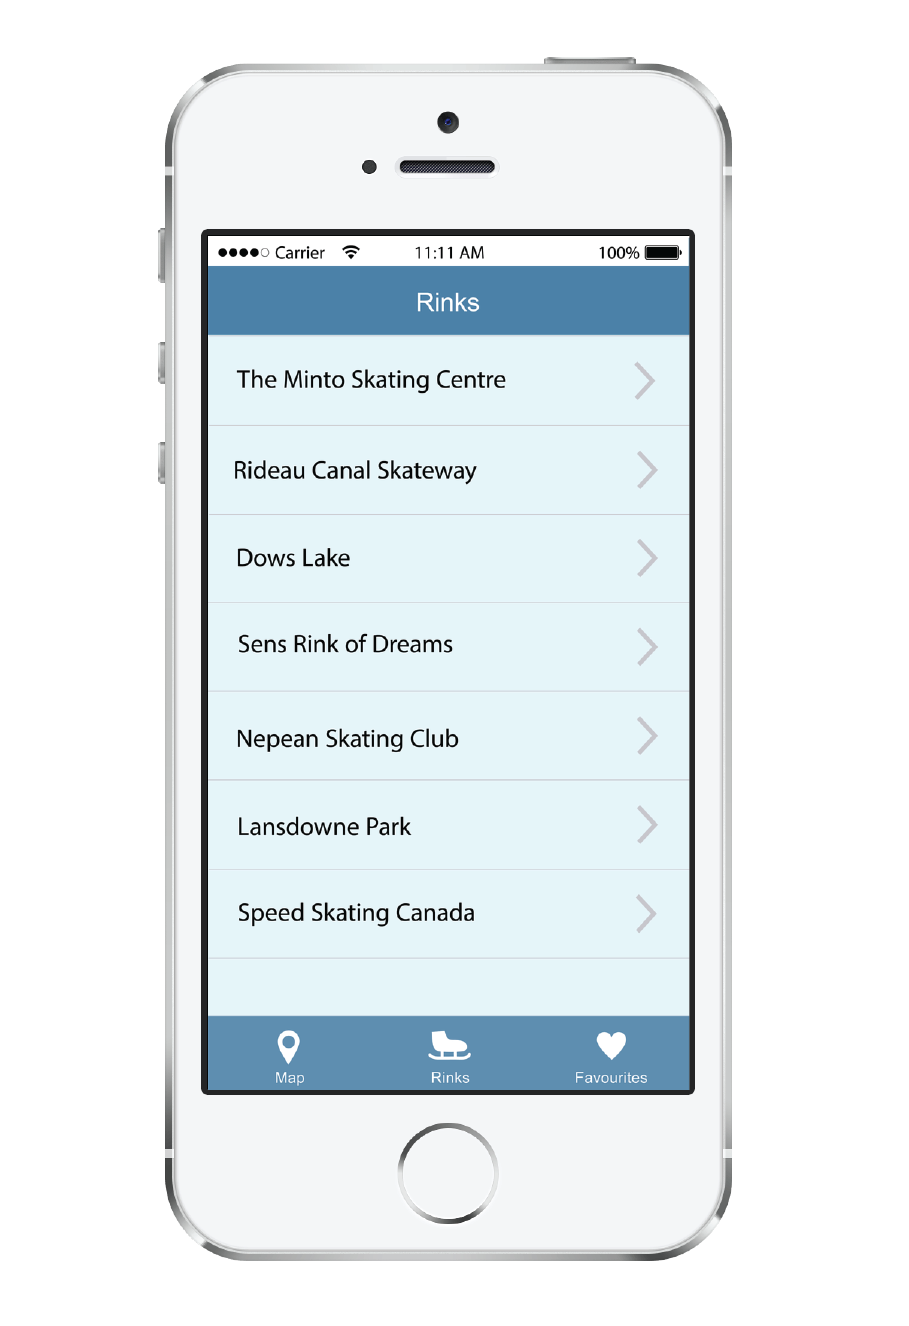 Carrier 11:11 AM 100%
Rinks
The Minto Skating Centre
Rideau Canal Skateway
Dows Lake
Sens Rink of Dreams
Nepean Skating Club
Lansdowne Park
Speed Skating Canada
Map Rinks Favourites